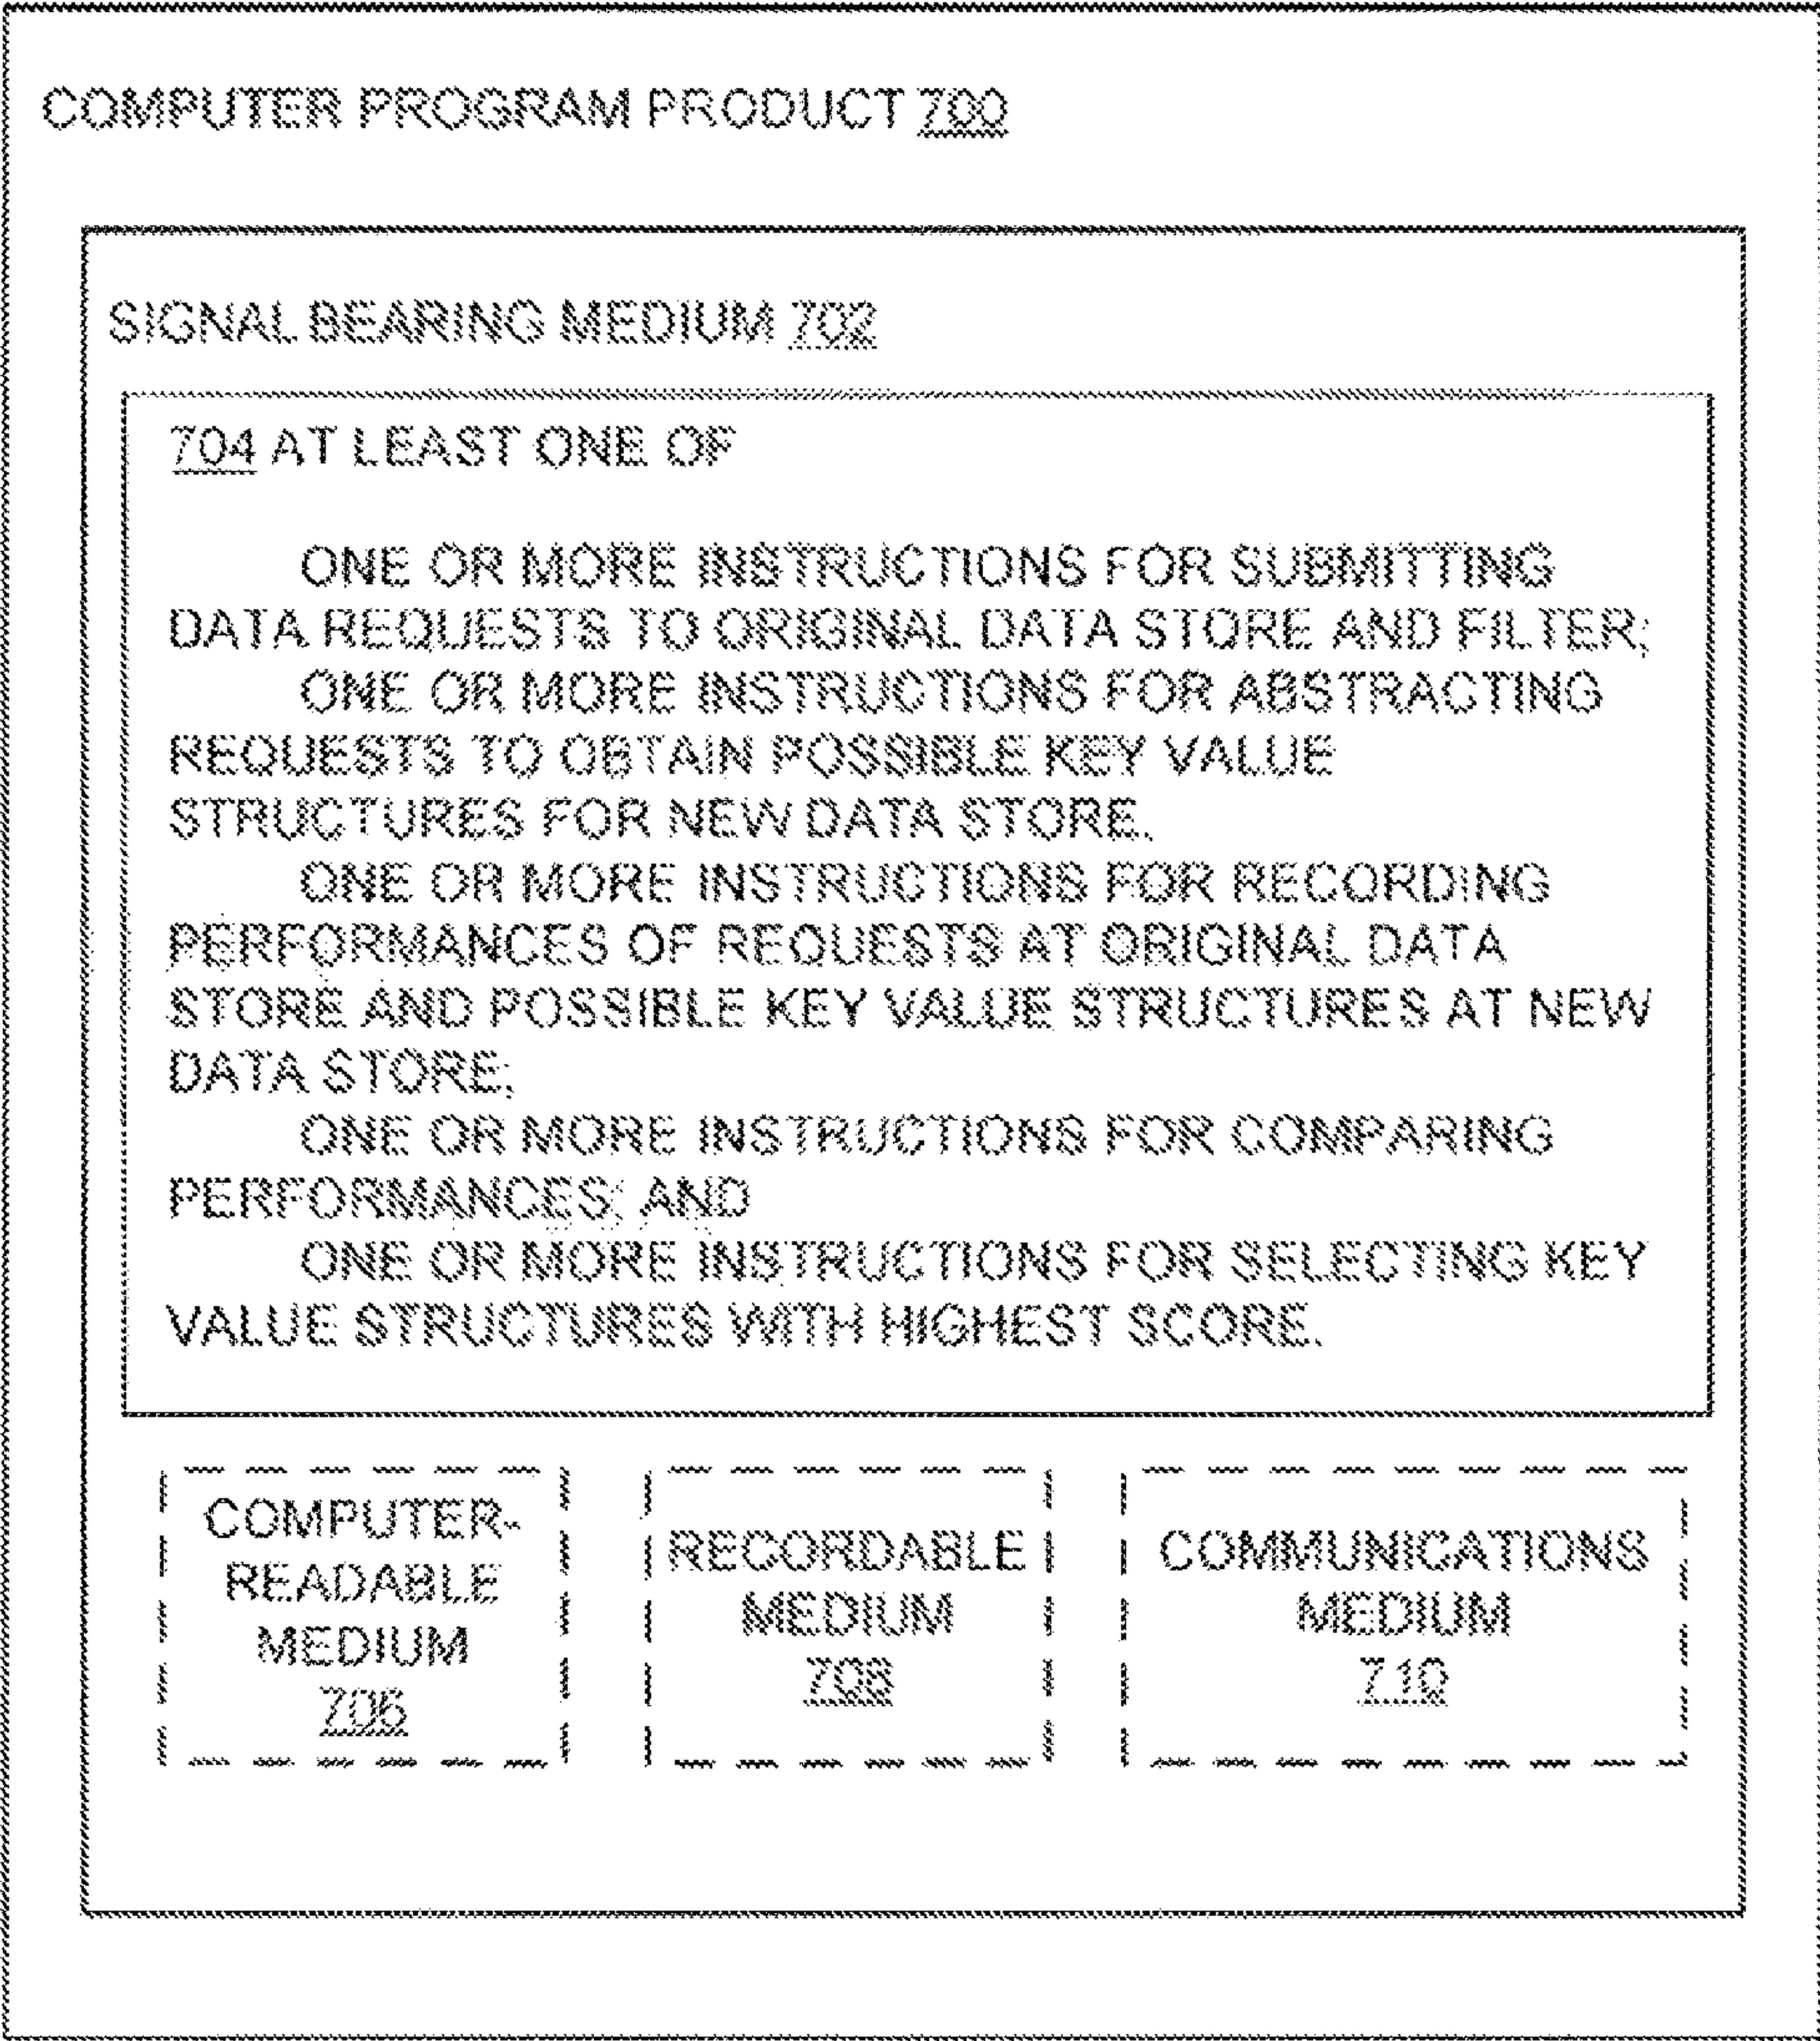 COMPUTER PROGRAM PRODUCT 700
SIGNAL BEARING MEDIUM 702
704 AT LEAST ONE OF
ONE OR MORE INSTRUCTIONS FOR SUBMITTING
DATA REQUESTS TO ORIGINAL DATA STORE AND FILTER;
ONE OR MORE INSTRUCTIONS FOR ABSTRACTING
REQUESTS TO OBTAIN POSSIBLE KEY VALUE
STRUCTURES FOR NEW DATA STORE.
ONE OR MORE INSTRUCTIONS FOR RECORDING
PERFORMANCES OF REQUESTS AT ORIGINAL DATA
STORE AND POSSIBLE KEY VALUE STRUCTURES AT NEW
DATA STORE;
ONE OR MORE INSTRUCTIONS FOR COMPARING
PERFORMANCES; AND
ONE OR MORE INSTRUCTIONS FOR SELECTING KEY
VALUE STRUCTURES WITH HIGHEST SCORE.
COMPUTER-
READABLE
MEDIUM
706
RECORDABLE
MEDIUM
708
COMMUNICATIONS
MEDIUM
710